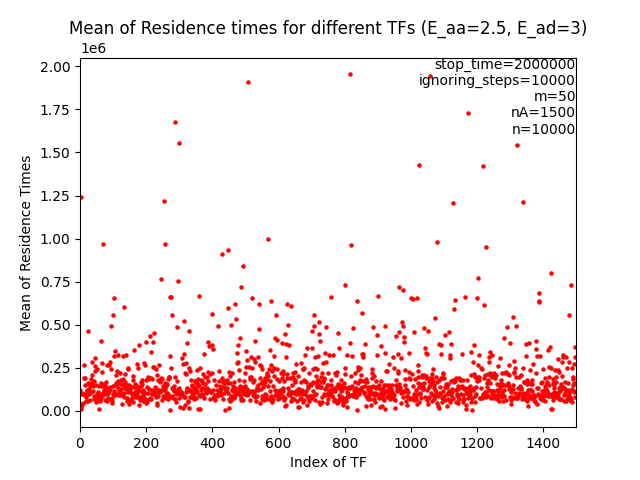 Mean of Residence times for different TFs (E_aa=2.5, E_ad=3)
1e6
stop_time=2000000
ignoring_steps=10000
m=50
nA=1500
n=10000
2.00
1.75
1.50
1.25
1.00
0.75
0.50
0.25
0.00
Mean of Residence Times
0 200 400 600 800 1000 1200 1400
Index of TF